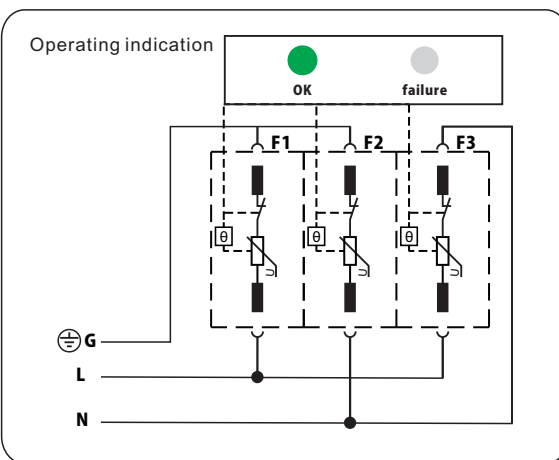 Operating indication
OK failure
F1 F2 F3
θ θ θ
U U U
G
L
N